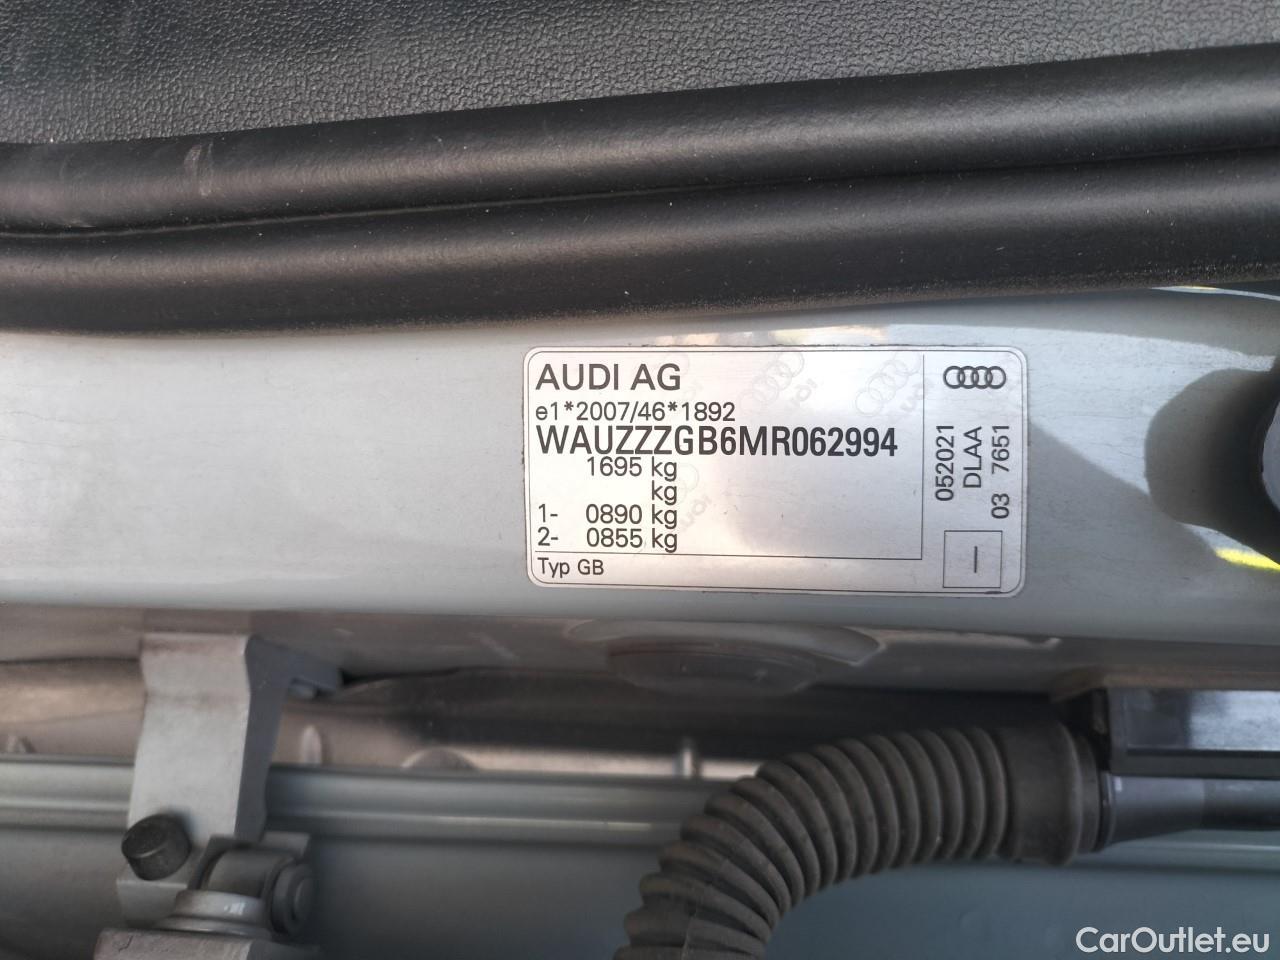 AUDI AG
e1*2007/46*1892
WAUZZZGB6MR062994
1695 kg
kg
1- 0890 kg
2- 0855 kg
Typ GB
052021
DLAA
03 7651
CarOutlet.eu